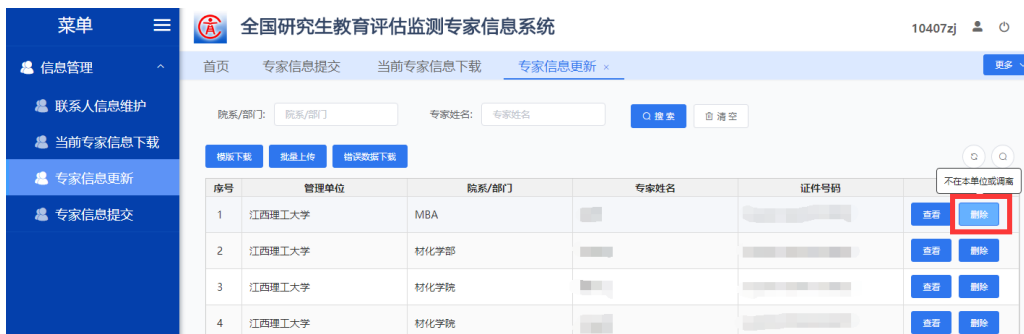 菜单
全国研究生教育评估监测专家信息系统
10407zj
信息管理
首页 专家信息提交 当前专家信息下载 专家信息更新 × 更多
联系人信息维护
当前专家信息下载
专家信息更新
专家信息提交
院系/部门: 院系/部门 专家姓名: 专家姓名 搜索 清空
模版下载 批量上传 错误数据下载
不在本单位或调离
序号 管理单位 院系/部门 专家姓名 证件号码
1 江西理工大学 MBA 查看 删除
2 江西理工大学 材化学部 查看 删除
3 江西理工大学 材化学院 查看 删除
4 江西理工大学 材化学院 查看 删除